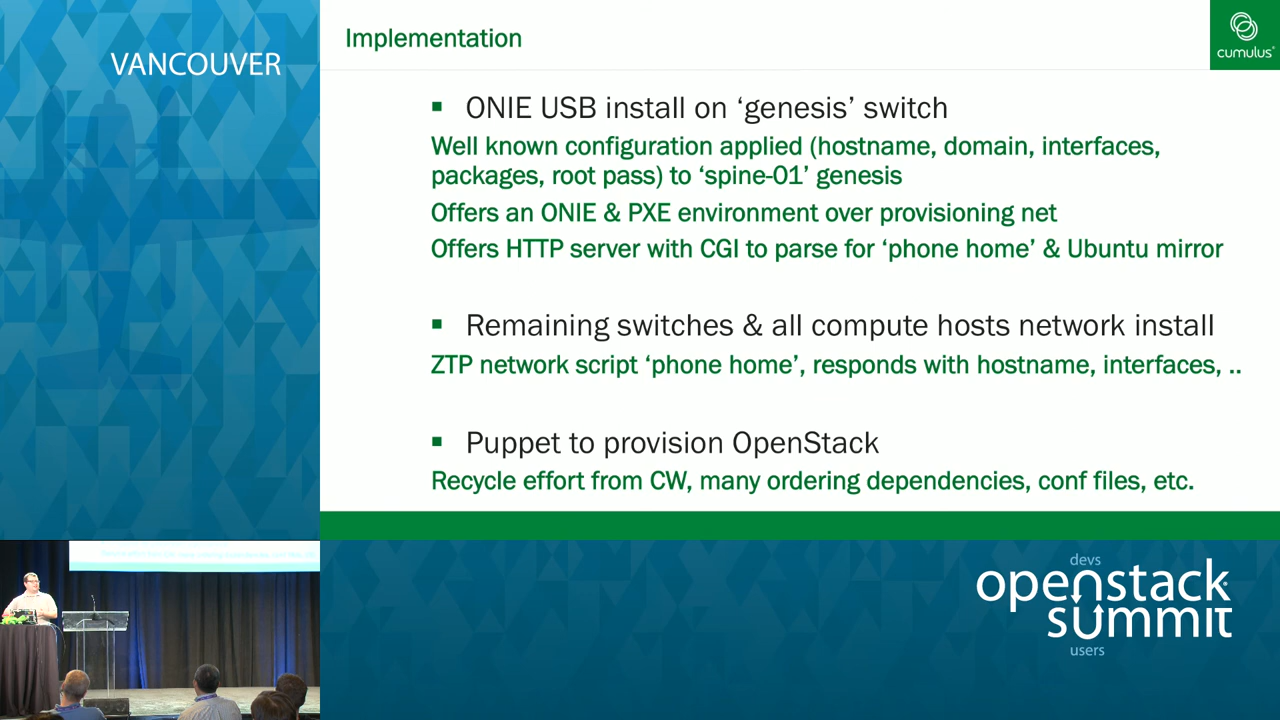 VANCOUVER
Implementation
cumulus
▪ ONIE USB install on ‘genesis’ switch
Well known configuration applied (hostname, domain, interfaces,
packages, root pass) to ‘spine-01’ genesis
Offers an ONIE & PXE environment over provisioning net
Offers HTTP server with CGI to parse for ‘phone home’ & Ubuntu mirror
▪ Remaining switches & all compute hosts network install
ZTP network script ‘phone home’, responds with hostname, interfaces, ..
▪ Puppet to provision OpenStack
Recycle effort from CW, many ordering dependencies, conf files, etc.
devs
openstack
summit
users